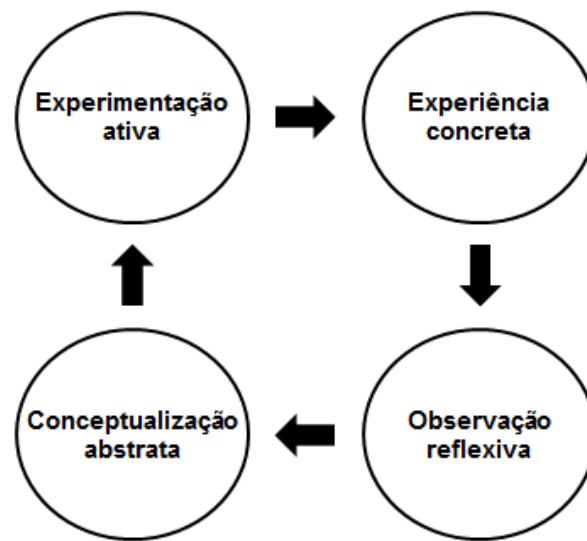 Experimentação
ativa
Experiência
concreta
Conceptualização
abstrata
Observação
reflexiva